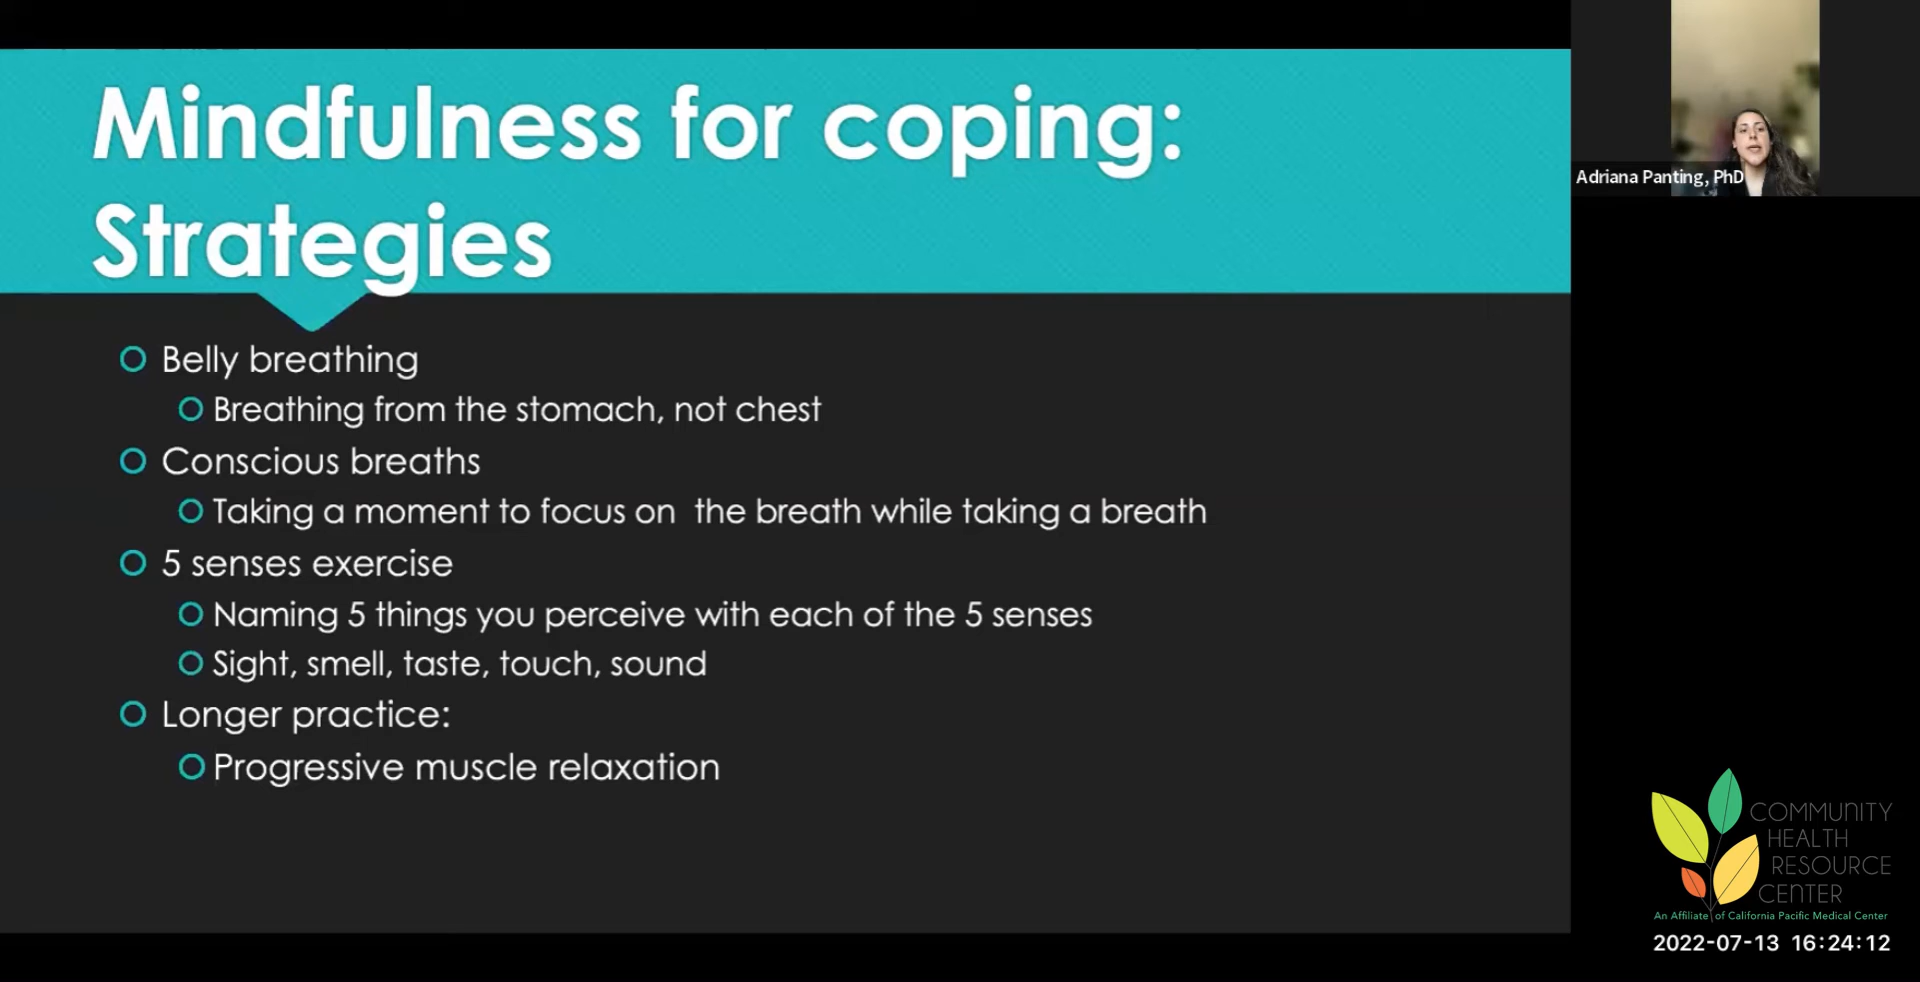 Mindfulness for coping:
Strategies
Belly breathing
Breathing from the stomach, not chest
Conscious breaths
Taking a moment to focus on  the breath while taking a breath
5 senses exercise
Naming 5 things you perceive with each of the 5 senses
Sight, smell, taste, touch, sound
Longer practice:
Progressive muscle relaxation
Adriana Panting, PhD
COMMUNITY
HEALTH
RESOURCE
CENTER
An Affiliate of California Pacific Medical Center
2022-07-13 16:24:12